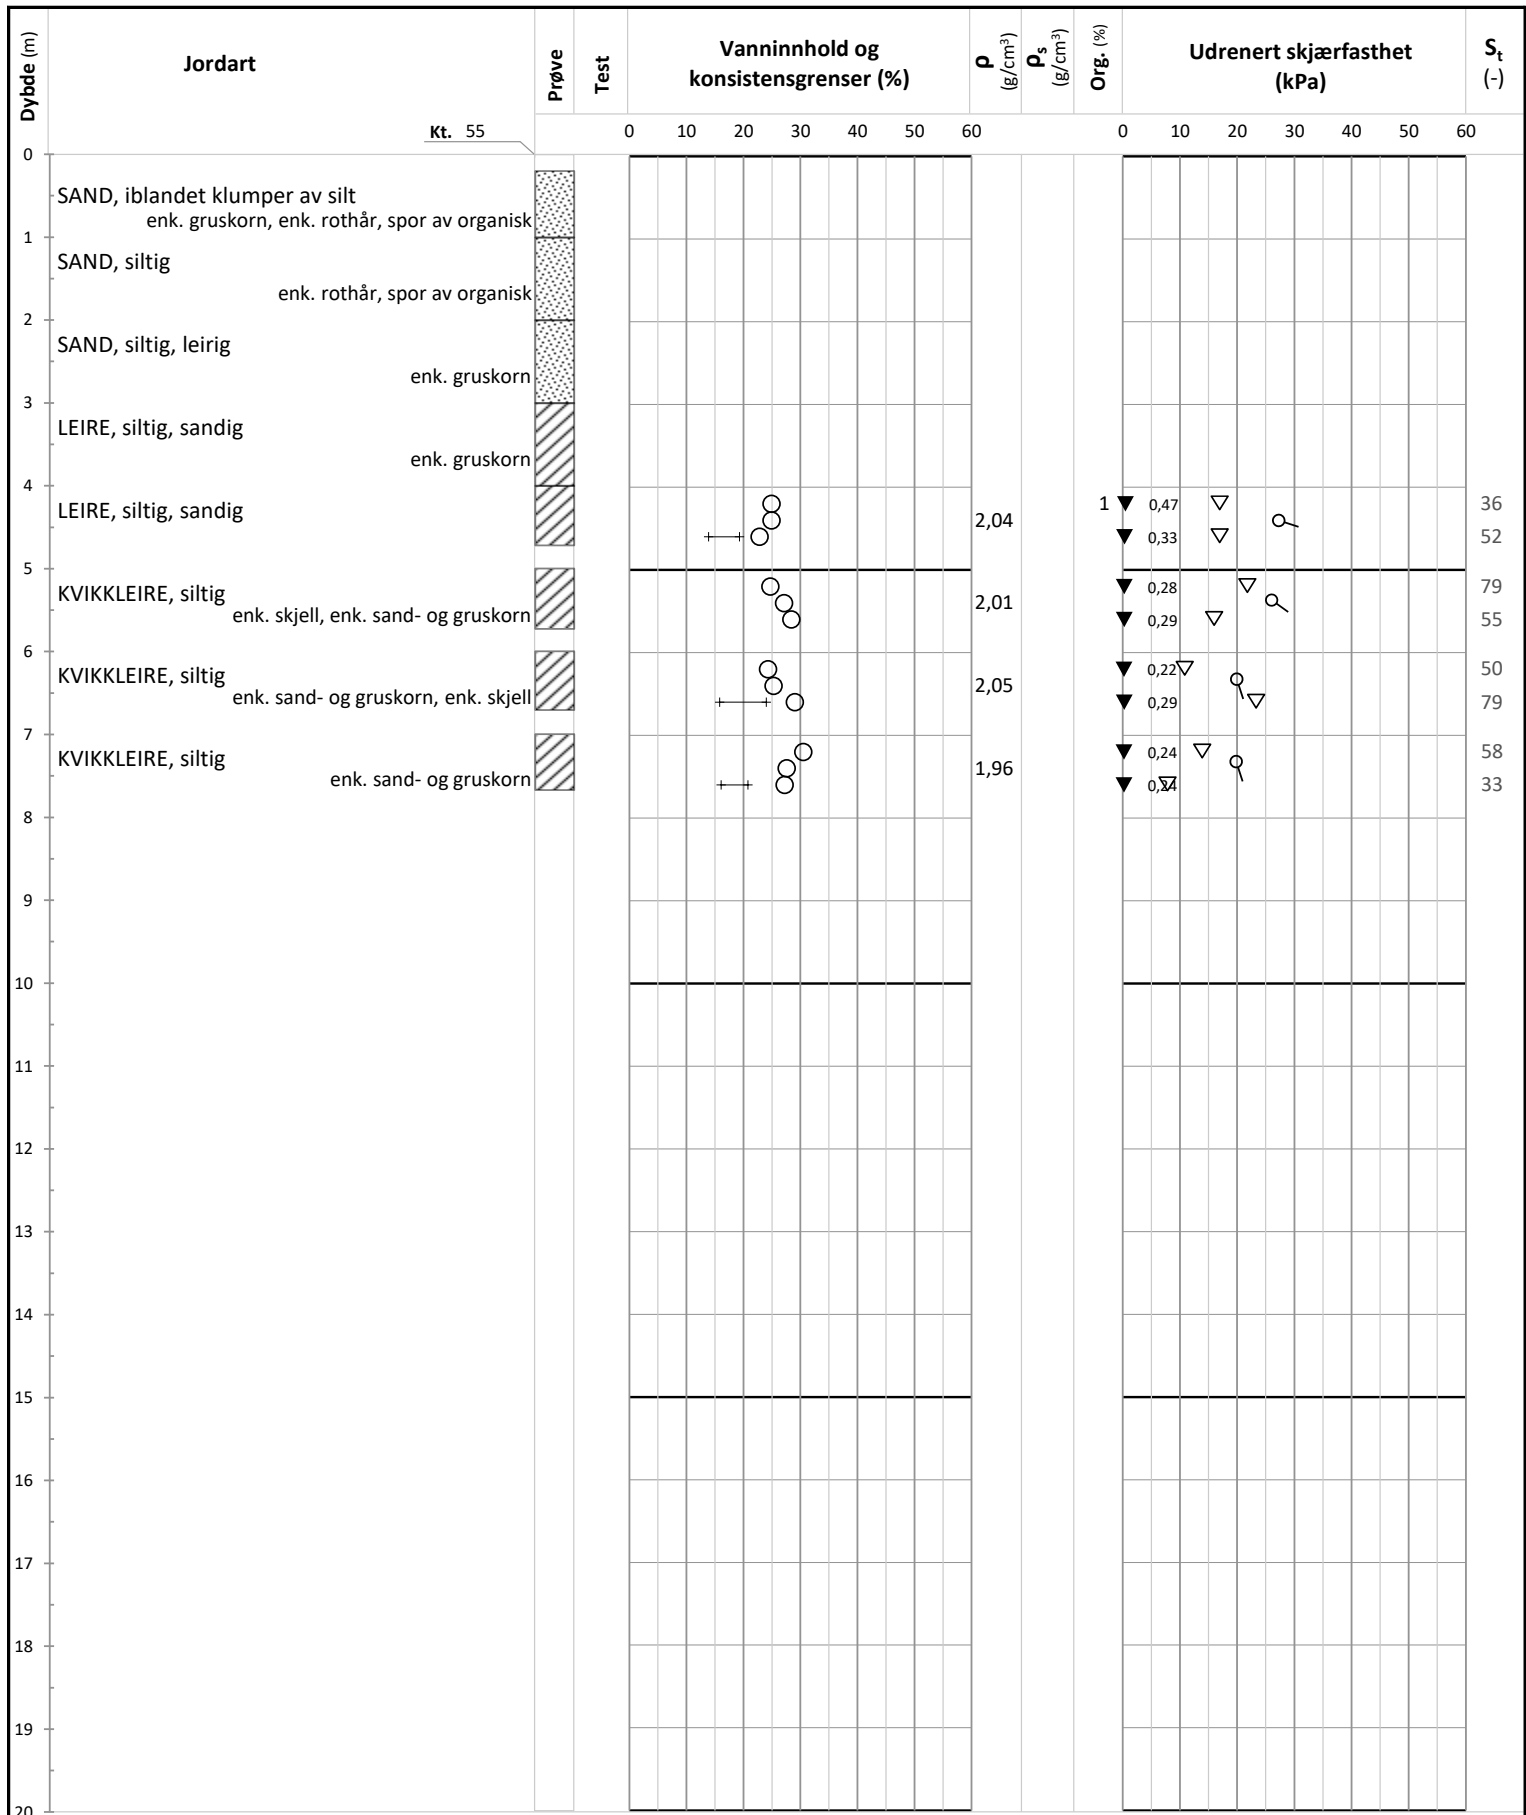 Dybde (m)
Jordart
Prøve
Test
Vanninnhold og
konsistensgrenser (%)
ρ
(g/cm³)
ρs
(g/cm³)
Org. (%)
Udrenert skjærfasthet
(kPa)
St
(-)
Kt. 55
0 10 20 30 40 50 60
0 10 20 30 40 50 60
0
SAND, iblandet klumper av silt
enk. gruskorn, enk. rothår, spor av organisk
1
SAND, siltig
enk. rothår, spor av organisk
2
SAND, siltig, leirig
enk. gruskorn
3
LEIRE, siltig, sandig
enk. gruskorn
4
LEIRE, siltig, sandig
1 0,47 36
2,04
0,33 52
5
KVIKKLEIRE, siltig
0,28 79
2,01
enk. skjell, enk. sand- og gruskorn
0,29 55
6
KVIKKLEIRE, siltig
0,22 50
2,05
enk. sand- og gruskorn, enk. skjell
0,29 79
7
KVIKKLEIRE, siltig
0,24 58
1,96
enk. sand- og gruskorn
0,24 33
8
9
10
11
12
13
14
15
16
17
18
19
20